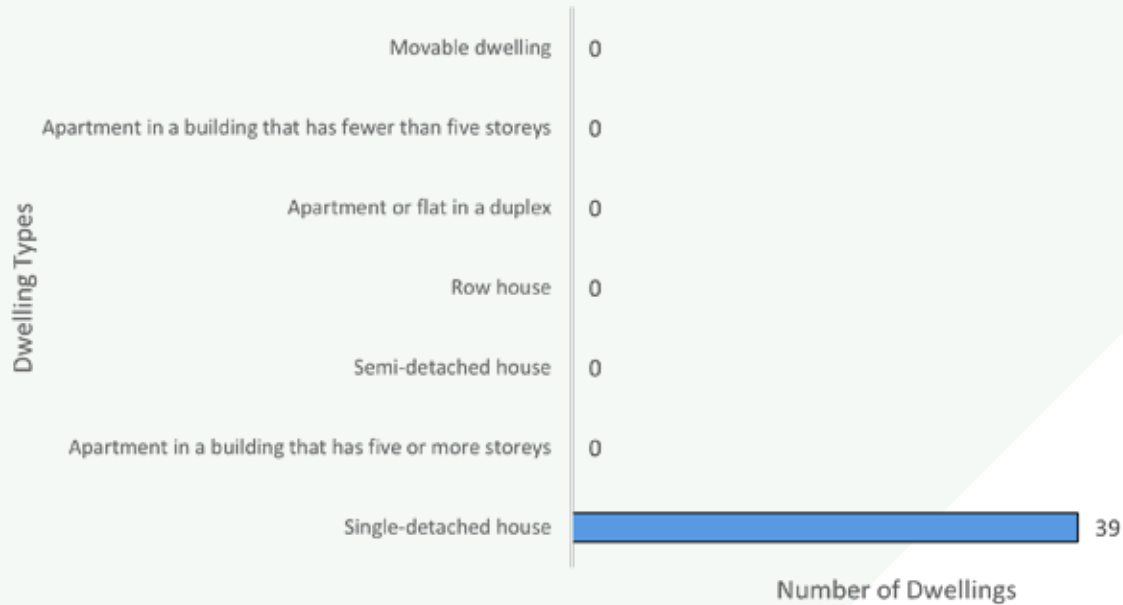 Dwelling Types
Movable dwelling 0
Apartment in a building that has fewer than five storeys 0
Apartment or flat in a duplex 0
Row house 0
Semi-detached house 0
Apartment in a building that has five or more storeys 0
Single-detached house 39
Number of Dwellings